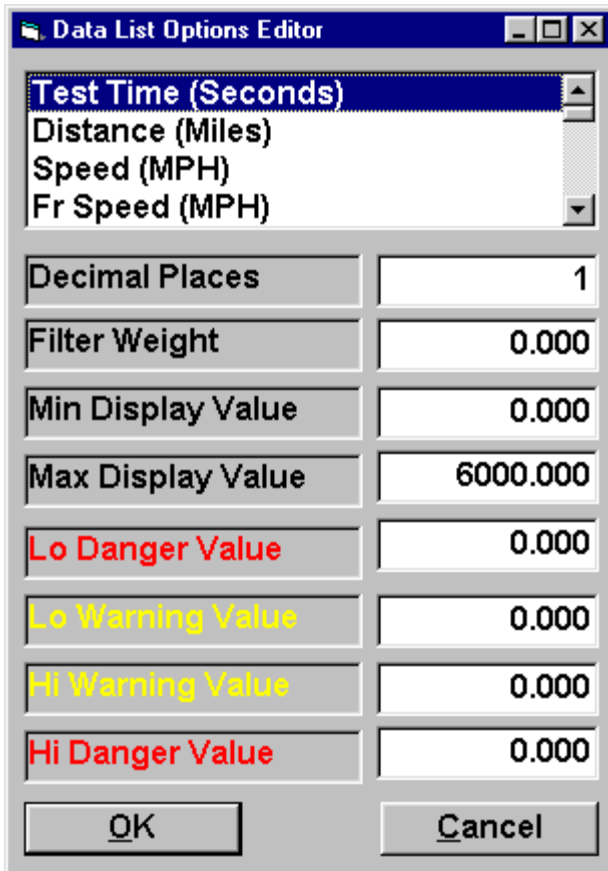 Data List Options Editor
Test Time (Seconds)
Distance (Miles)
Speed (MPH)
Fr Speed (MPH)
Decimal Places 1
Filter Weight 0.000
Min Display Value 0.000
Max Display Value 6000.000
Lo Danger Value 0.000
Lo Warning Value 0.000
Hi Warning Value 0.000
Hi Danger Value 0.000
OK Cancel